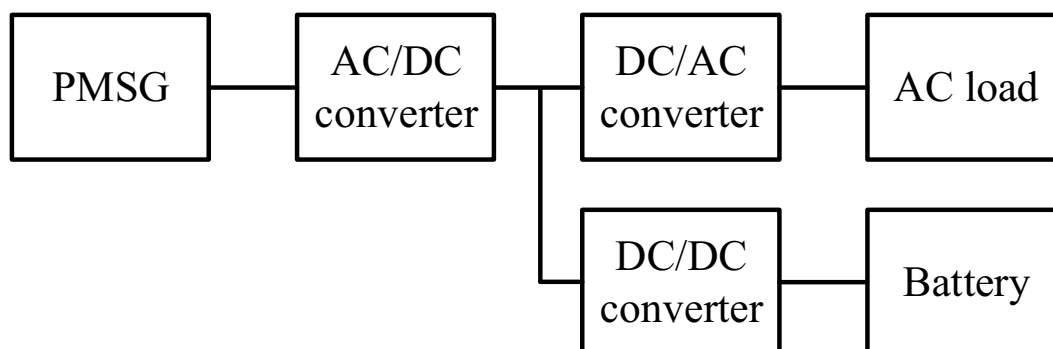 PMSG
AC/DC
converter
DC/AC
converter
AC load
DC/DC
converter
Battery